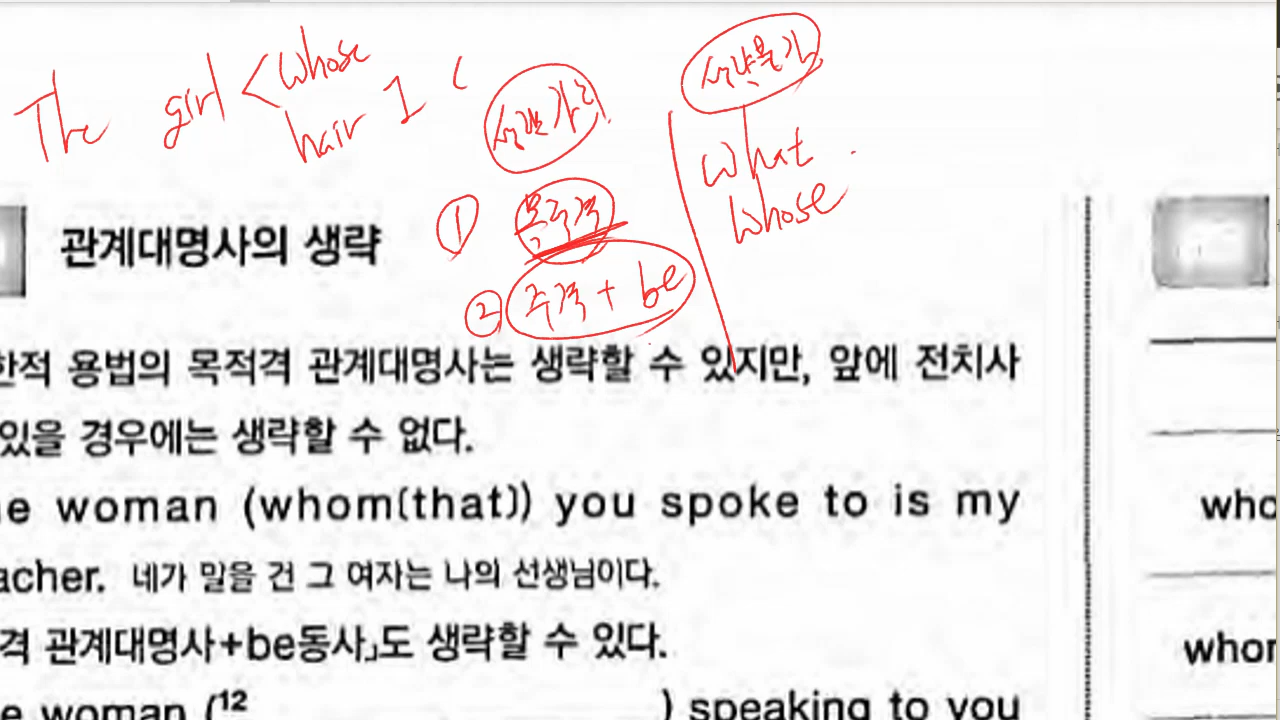 The girl < whose
hair
생략불가
① 목적격
② 주격 + be
what
whose
관계대명사의 생략
한적 용법의 목적격 관계대명사는 생략할 수 있지만, 앞에 전치사
있을 경우에는 생략할 수 없다.
e woman (whom(that)) you spoke to is my
acher. 네가 말을 건 그 여자는 나의 선생님이다.
격 관계대명사+be동사」도 생략할 수 있다.
e woman (12 ) speaking to you
who
whom